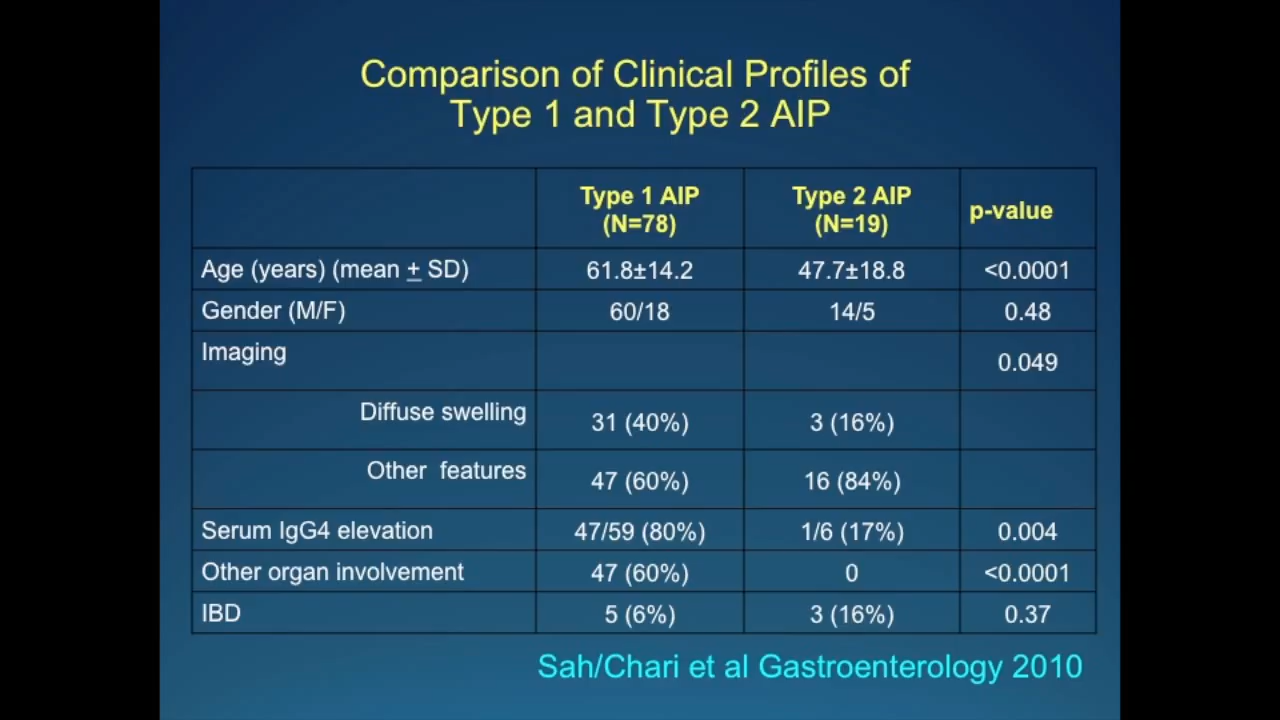 Comparison of Clinical Profiles of
Type 1 and Type 2 AIP
Type 1 AIP (N=78) Type 2 AIP (N=19) p-value
Age (years) (mean + SD) 61.8±14.2 47.7±18.8 <0.0001
Gender (M/F) 60/18 14/5 0.48
Imaging 0.049
Diffuse swelling 31 (40%) 3 (16%)
Other features 47 (60%) 16 (84%)
Serum IgG4 elevation 47/59 (80%) 1/6 (17%) 0.004
Other organ involvement 47 (60%) 0 <0.0001
IBD 5 (6%) 3 (16%) 0.37
Sah/Chari et al Gastroenterology 2010